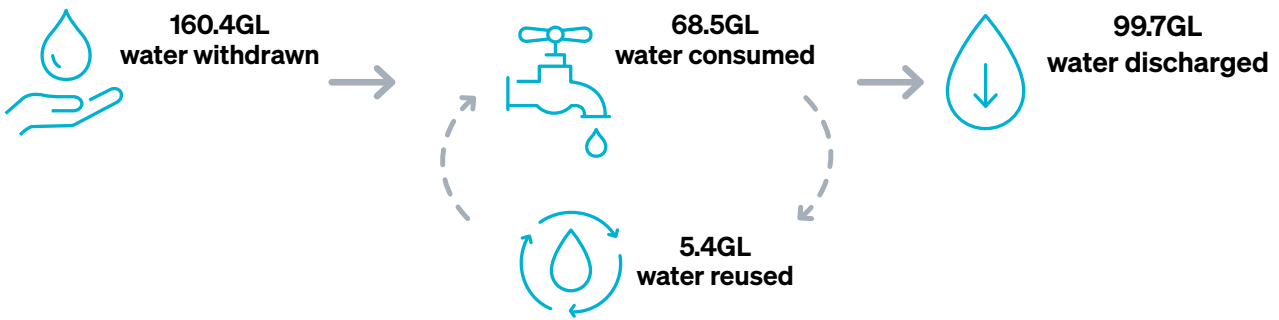 160.4GL
water withdrawn
68.5GL
water consumed
99.7GL
water discharged
5.4GL
water reused